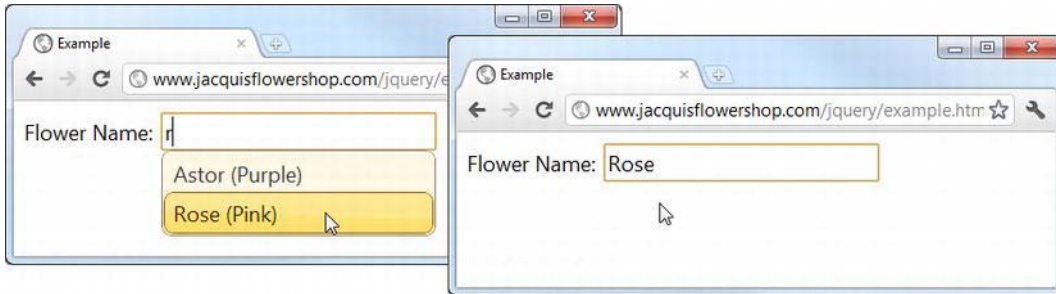 Example
www.jacquisflowershop.com/jquery/e
Flower Name: r
Astor (Purple)
Rose (Pink)
Example
www.jacquisflowershop.com/jquery/example.htm
Flower Name: Rose